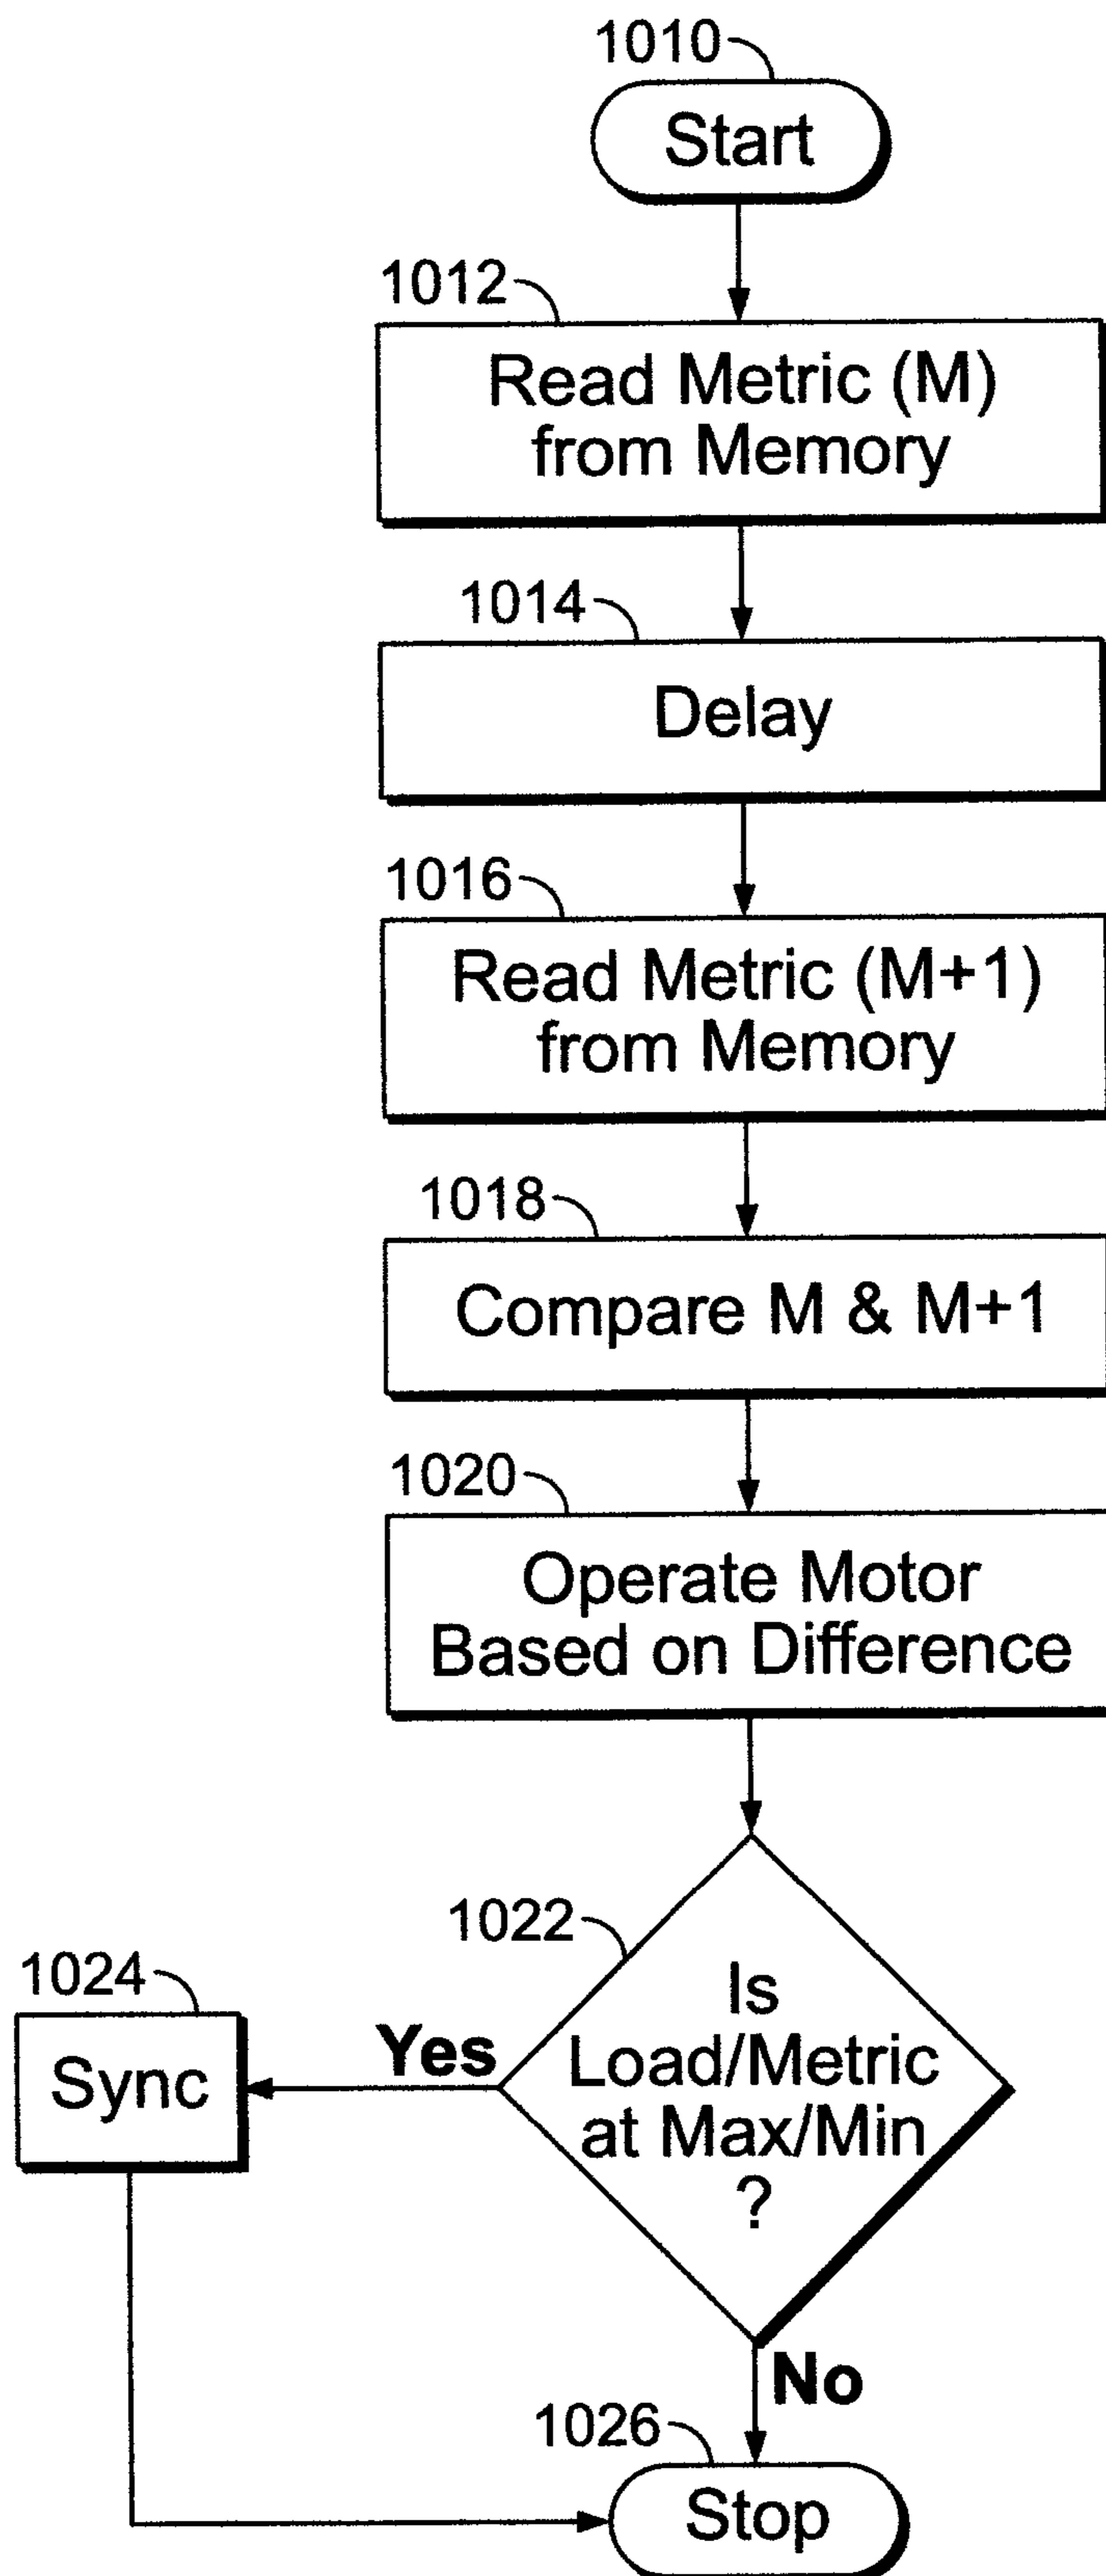 1010
Start
1012
Read Metric (M)
from Memory
1014
Delay
1016
Read Metric (M+1)
from Memory
1018
Compare M & M+1
1020
Operate Motor
Based on Difference
1022
Is
Load/Metric
at Max/Min
?
1024
Sync
Yes
No
1026
Stop